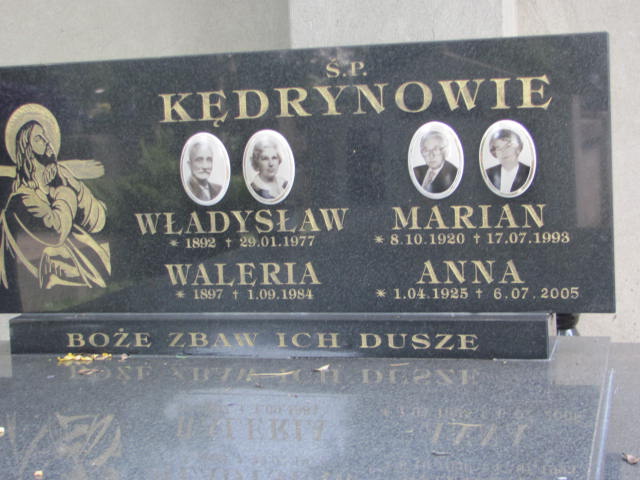 Ś.P.
KĘDRYNOWIE
WŁADYSŁAW
* 1892 † 29.01.1977
WALERIA
* 1897 † 1.09.1984
MARIAN
* 8.10.1920 † 17.07.1993
ANNA
* 1.04.1925 † 6.07.2005
BOŻE ZBAW ICH DUSZE